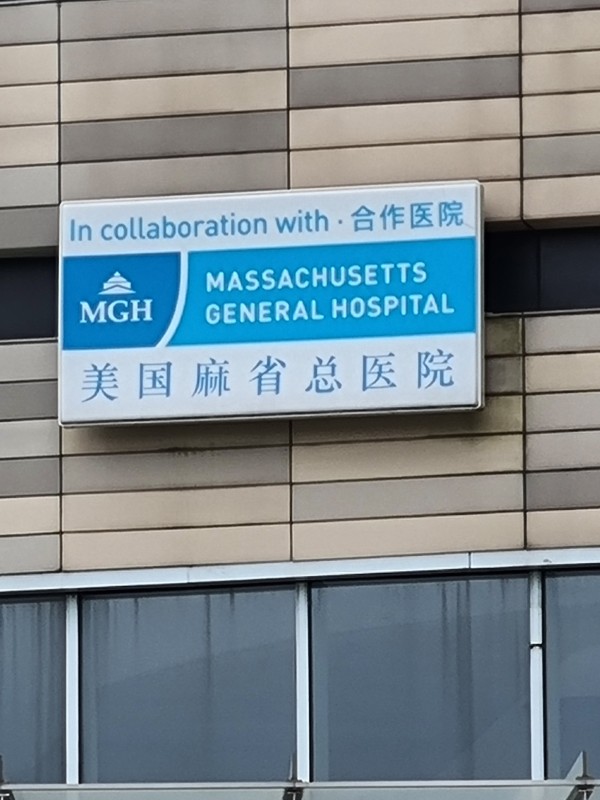 In collaboration with · 合作医院
MGH
MASSACHUSETTS
GENERAL HOSPITAL
美国麻省总医院